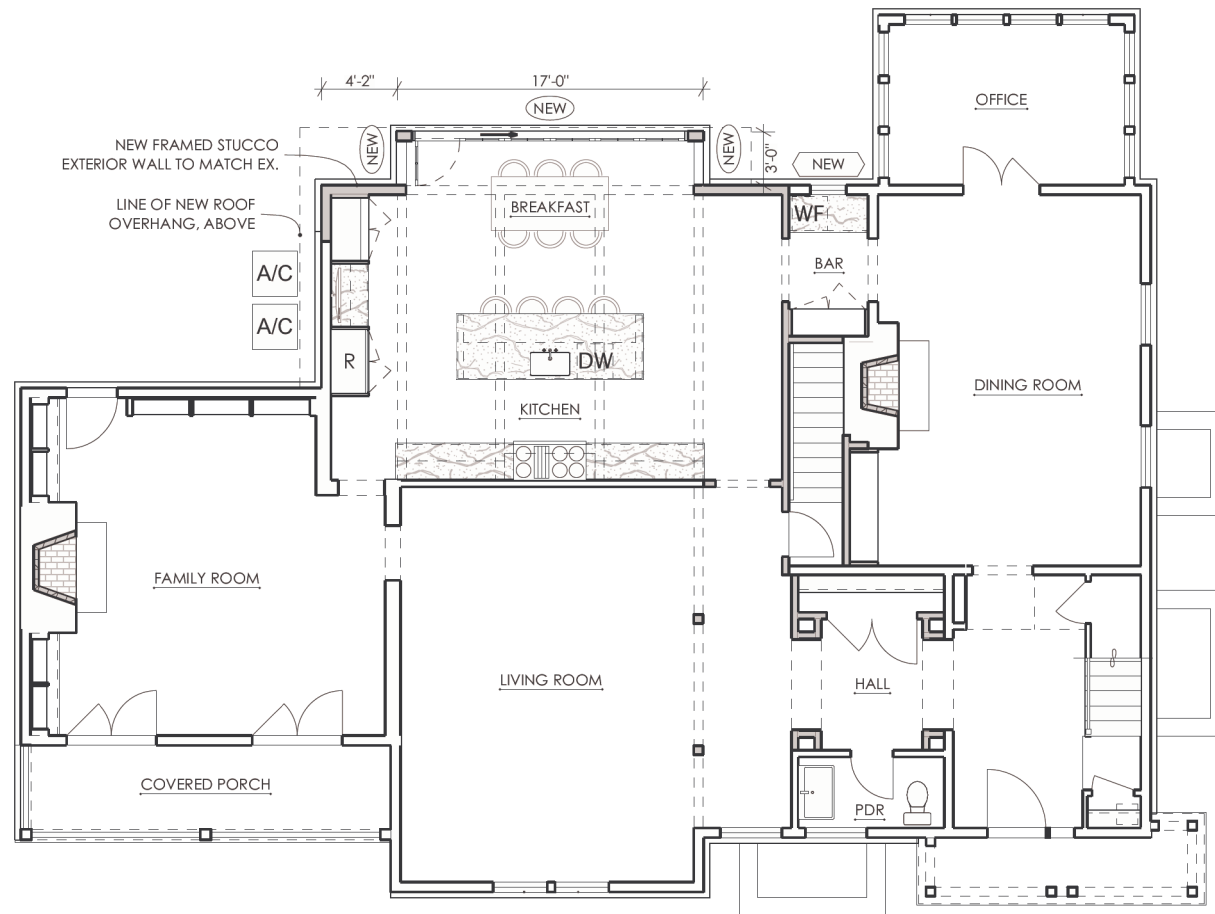 4'-2"
17'-0"
NEW
OFFICE
NEW FRAMED STUCCO
EXTERIOR WALL TO MATCH EX.
NEW
NEW
3'-0"
NEW
LINE OF NEW ROOF
OVERHANG, ABOVE
BREAKFAST
WF
A/C
BAR
A/C
R
DW
DINING ROOM
KITCHEN
FAMILY ROOM
LIVING ROOM
HALL
COVERED PORCH
PDR